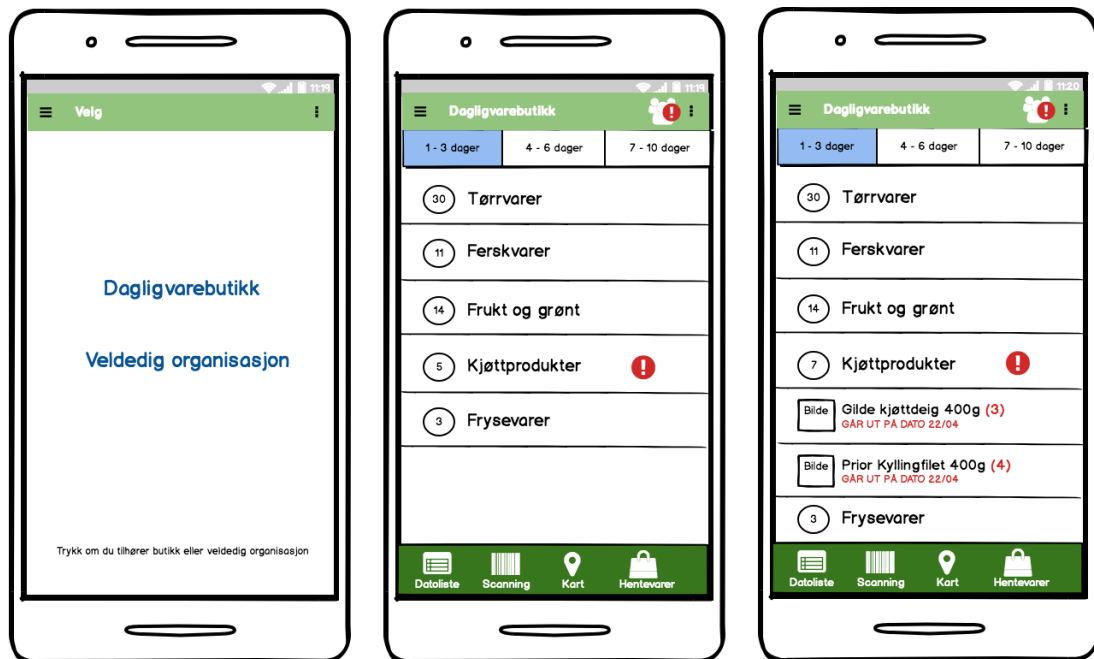 11:19
Velg
Dagligvarebutikk
Veldedig organisasjon
Trykk om du tilhører butikk eller veldedig organisasjon
11:19
Dagligvarebutikk
!
1 - 3 dager
4 - 6 dager
7 - 10 dager
30 Tørrvarer
11 Ferskvarer
14 Frukt og grønt
5 Kjøttprodukter !
3 Frysevarer
Datoliste
Scanning
Kart
Hentevarer
11:20
Dagligvarebutikk
!
1 - 3 dager
4 - 6 dager
7 - 10 dager
30 Tørrvarer
11 Ferskvarer
14 Frukt og grønt
7 Kjøttprodukter !
Bilde Gilde kjøttdeig 400g (3)
GÅR UT PÅ DATO 22/04
Bilde Prior Kyllingfilet 400g (4)
GÅR UT PÅ DATO 22/04
3 Frysevarer
Datoliste
Scanning
Kart
Hentevarer